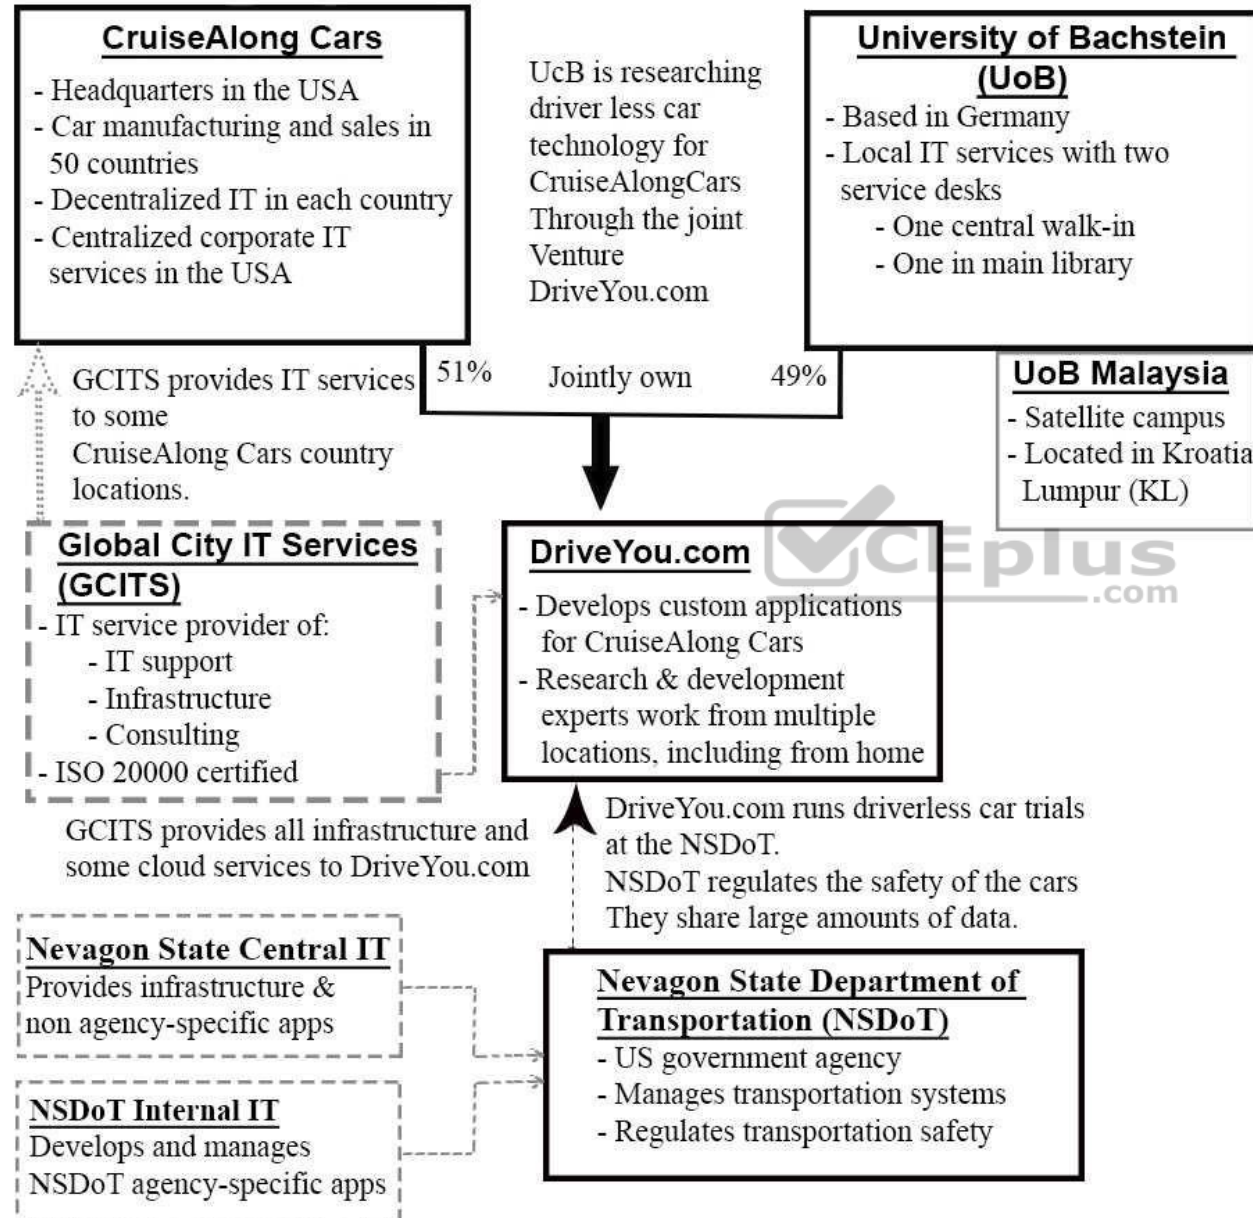 CruiseAlong Cars
- Headquarters in the USA
- Car manufacturing and sales in
50 countries
- Decentralized IT in each country
- Centralized corporate IT
services in the USA
UcB is researching
driver less car
technology for
CruiseAlongCars
Through the joint
Venture
DriveYou.com
University of Bachstein
(UoB)
- Based in Germany
- Local IT services with two
service desks
- One central walk-in
- One in main library
51%
Jointly own
49%
UoB Malaysia
- Satellite campus
- Located in Kroatia
Lumpur (KL)
GCITS provides IT services
to some
CruiseAlong Cars country
locations.
Global City IT Services
(GCITS)
- IT service provider of:
- IT support
- Infrastructure
- Consulting
- ISO 20000 certified
DriveYou.com
- Develops custom applications
for CruiseAlong Cars
- Research & development
experts work from multiple
locations, including from home
CEplus
.com
GCITS provides all infrastructure and
some cloud services to DriveYou.com
DriveYou.com runs driverless car trials
at the NSDoT.
NSDoT regulates the safety of the cars
They share large amounts of data.
Nevagon State Central IT
Provides infrastructure &
non agency-specific apps
NSDoT Internal IT
Develops and manages
NSDoT agency-specific apps
Nevagon State Department of
Transportation (NSDoT)
- US government agency
- Manages transportation systems
- Regulates transportation safety